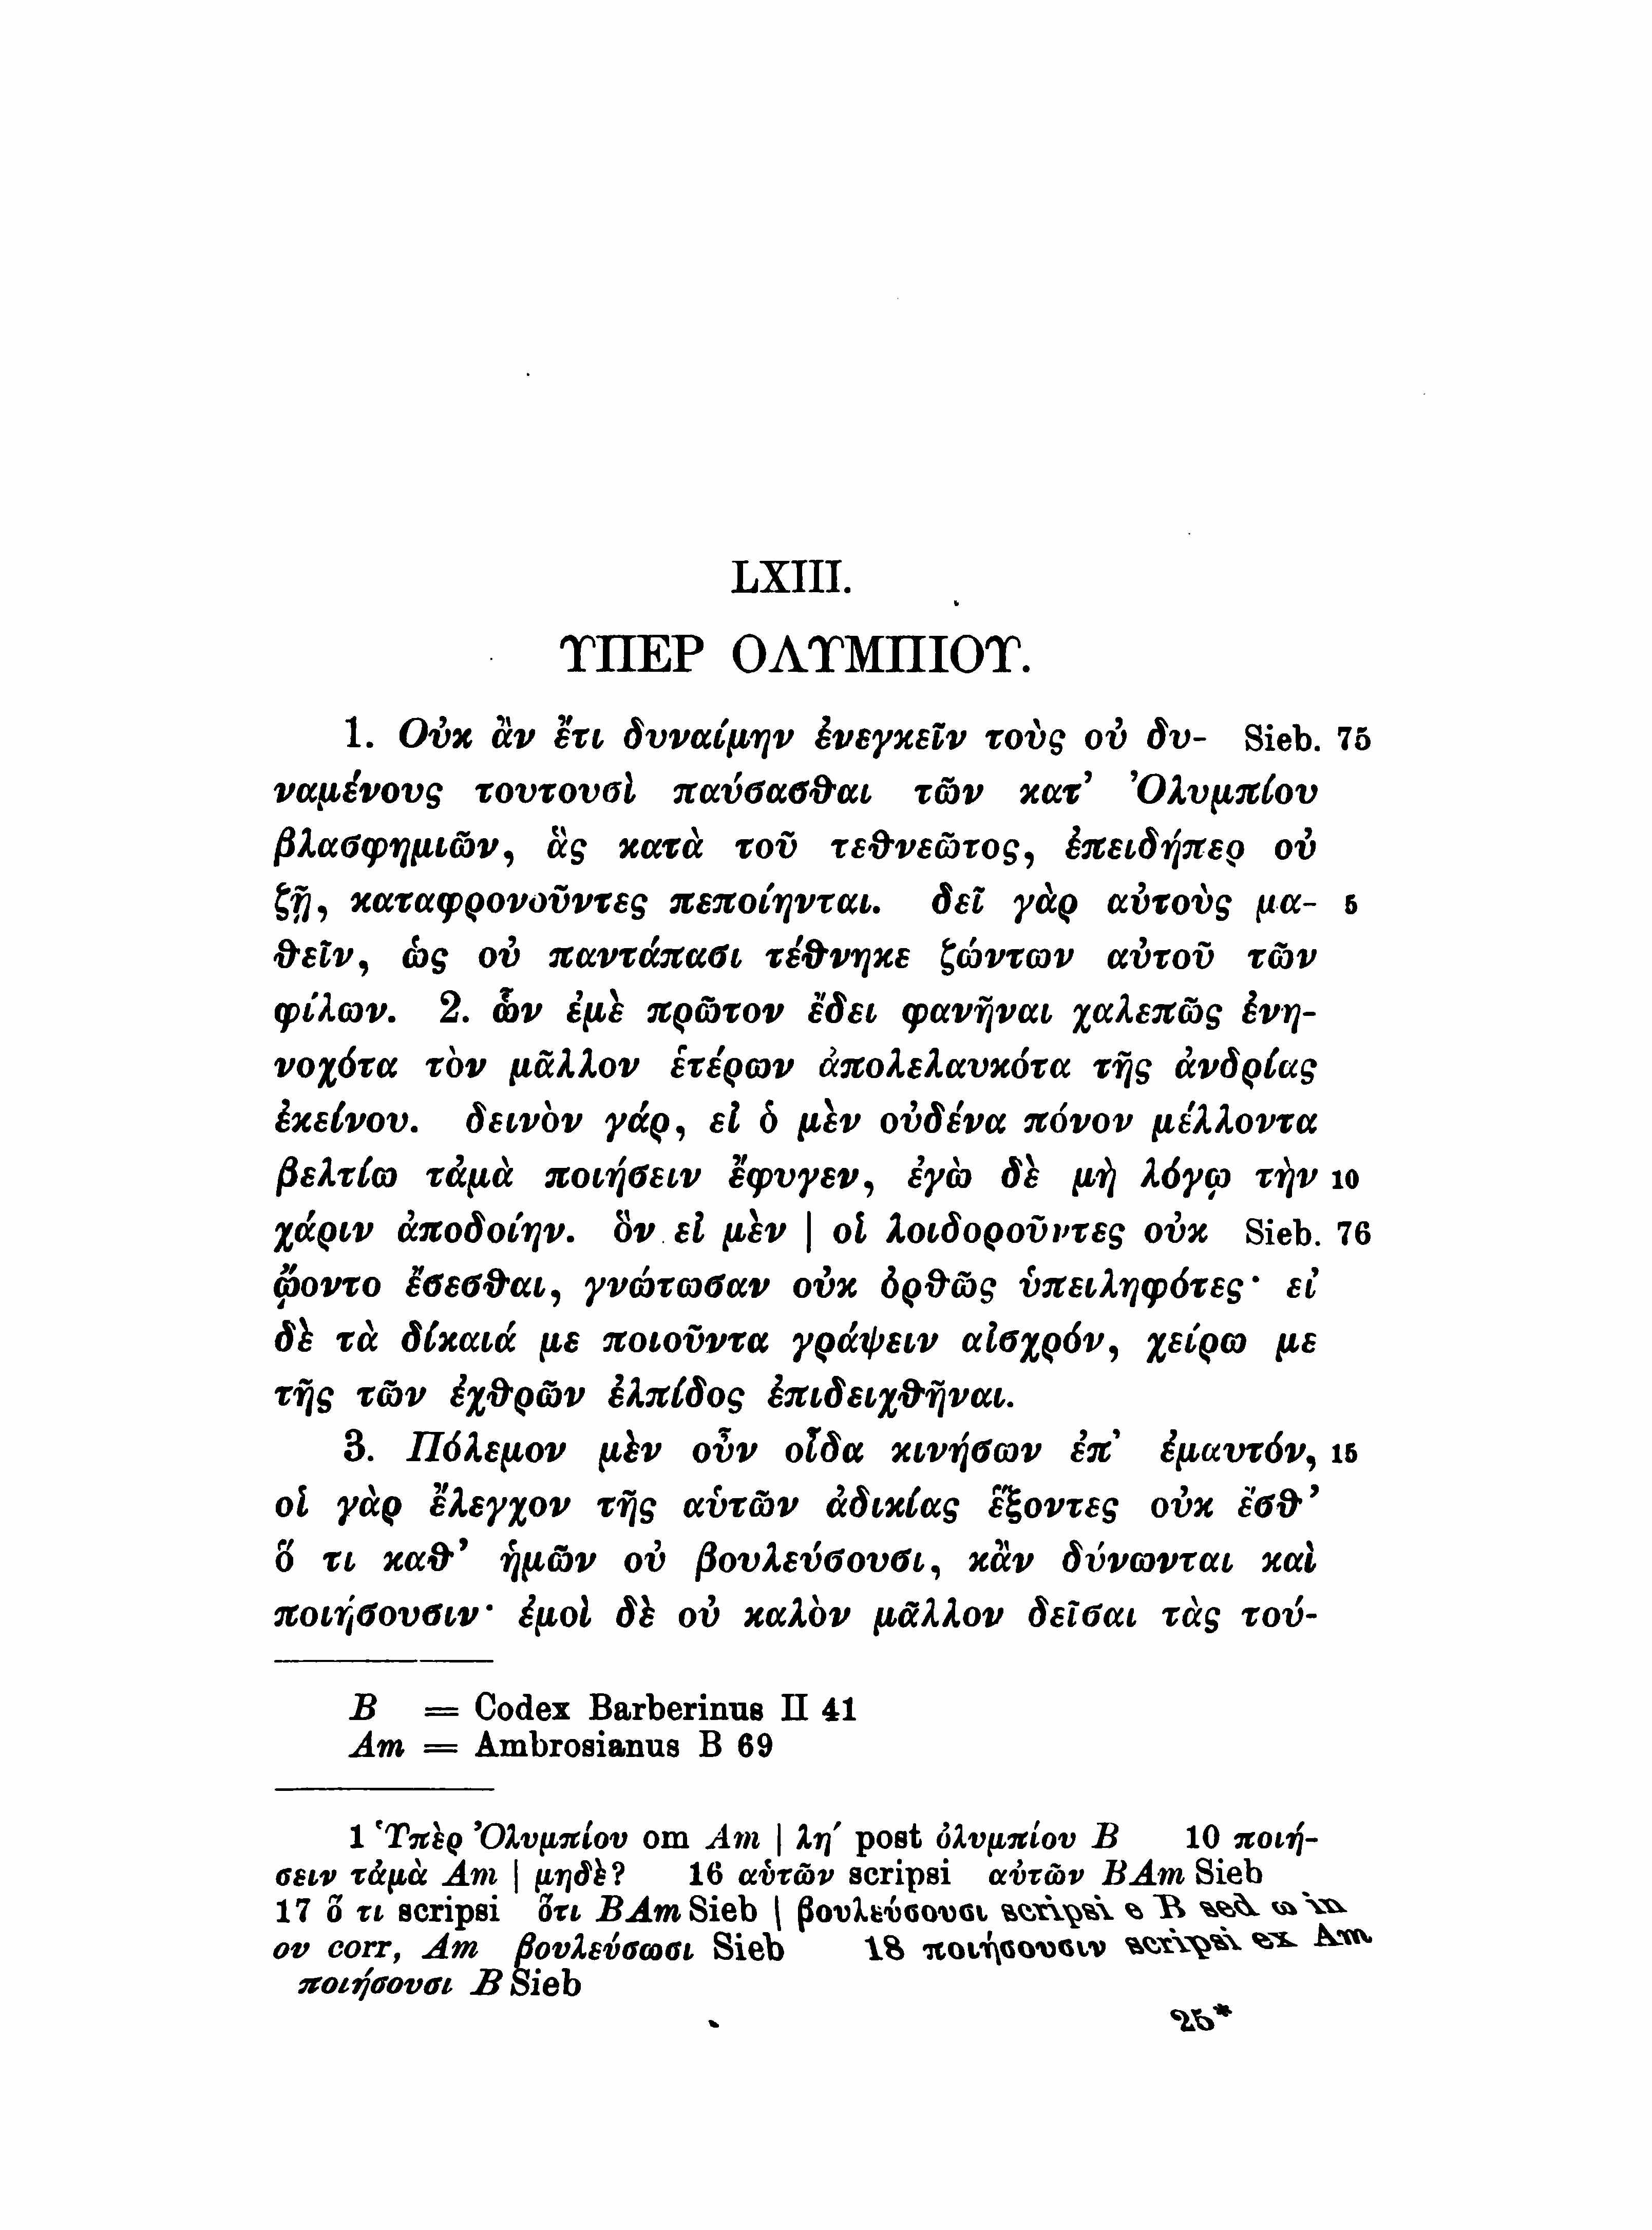 LXIII.
ΥΠΕΡ ΟΛΥΜΠΙΟΥ.
1. Οὐκ ἂν ἔτι δυναίμην ἐνεγκεῖν τοὺς οὐ δυ- Sieb. 75
ναμένους τουτουσὶ παύσασθαι τῶν κατ’ Ὀλυμπίου
βλασφημιῶν, ἃς κατὰ τοῦ τεθνεῶτος, ἐπειδήπερ οὐ
ζῇ, καταφρονοῦντες πεποίηνται. δεῖ γὰρ αὐτοὺς μα- 5
θεῖν, ὡς οὐ παντάπασι τέθνηκε ζώντων αὐτοῦ τῶν
φίλων. 2. ὧν ἐμὲ πρῶτον ἔδει φανῆναι χαλεπῶς ἐνη-
νοχότα τὸν μᾶλλον ἑτέρων ἀπολελαυκότα τῆς ἀνδρίας
ἐκείνου. δεινὸν γάρ, εἰ ὁ μὲν οὐδένα πόνον μέλλοντα
βελτίω τἀμὰ ποιήσειν ἔφυγεν, ἐγὼ δὲ μὴ λόγῳ τὴν 10
χάριν ἀποδοίην. ὃν εἰ μὲν | οἱ λοιδοροῦντες οὐκ Sieb. 76
ᾤοντο ἔσεσθαι, γνώτωσαν οὐκ ὀρθῶς ὑπειληφότες· εἰ
δὲ τὰ δίκαιά με ποιοῦντα γράψειν αἰσχρόν, χείρω με
τῆς τῶν ἐχθρῶν ἐλπίδος ἐπιδειχθῆναι.
3. Πόλεμον μὲν οὖν οἶδα κινήσων ἐπ’ ἐμαυτόν, 15
οἱ γὰρ ἔλεγχον τῆς αὑτῶν ἀδικίας ἕξοντες οὐκ ἔσθ’
ὅ τι καθ’ ἡμῶν οὐ βουλεύσουσι, κἂν δύνωνται καὶ
ποιήσουσιν· ἐμοὶ δὲ οὐ καλὸν μᾶλλον δεῖσαι τὰς τού-
B = Codex Barberinus II 41
Am = Ambrosianus B 69
1 Ὑπὲρ Ὀλυμπίου om Am | λη′ post ὀλυμπίου B 10 ποιή-
σειν τἀμὰ Am | μηδὲ? 16 αὑτῶν scripsi αὐτῶν BAm Sieb
17 ὅ τι scripsi ὅτι BAm Sieb | βουλεύσουσι scripsi e B sed ω in
ου corr, Am βουλεύσωσι Sieb 18 ποιήσουσιν scripsi ex Am
ποιήσουσι B Sieb
25*